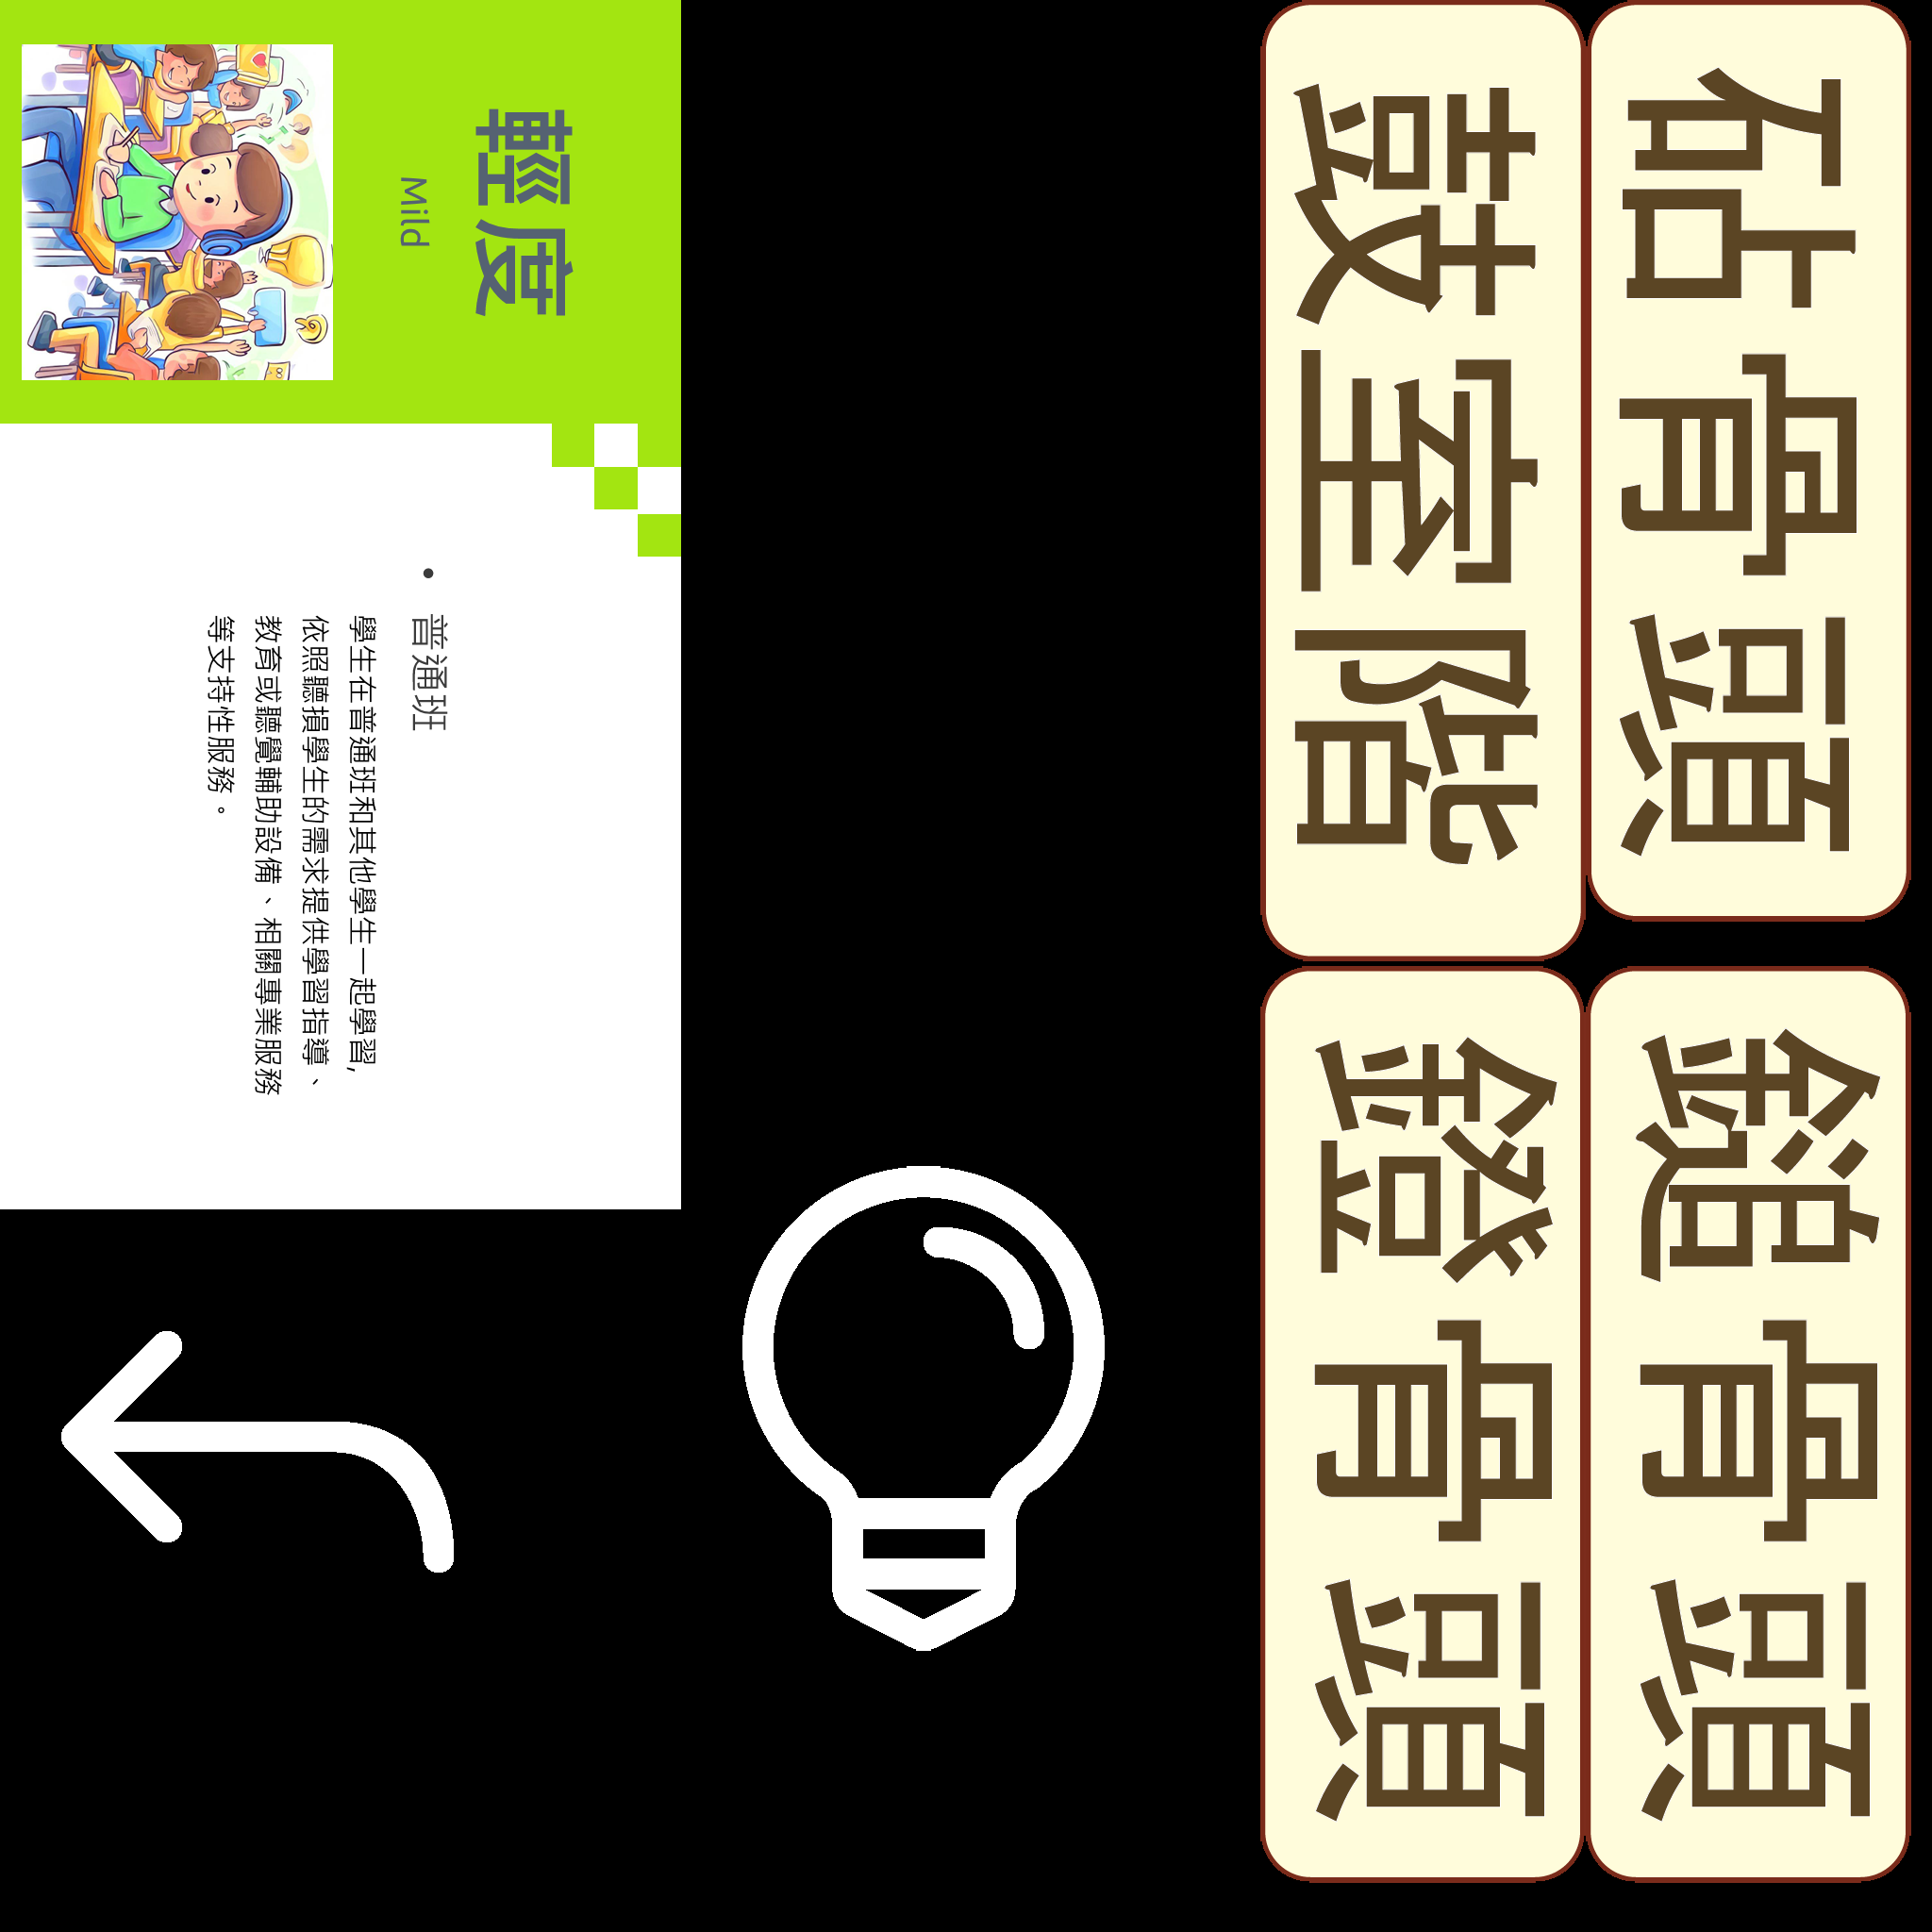 輕度
Mild
• 普通班
學生在普通班和其他學生一起學習,
依照聽損學生的需求提供學習指導、
教育或聽覺輔助設備、相關專業服務
等支持性服務。
砧骨頭
鎚骨頭
鼓室階
鐙骨頭